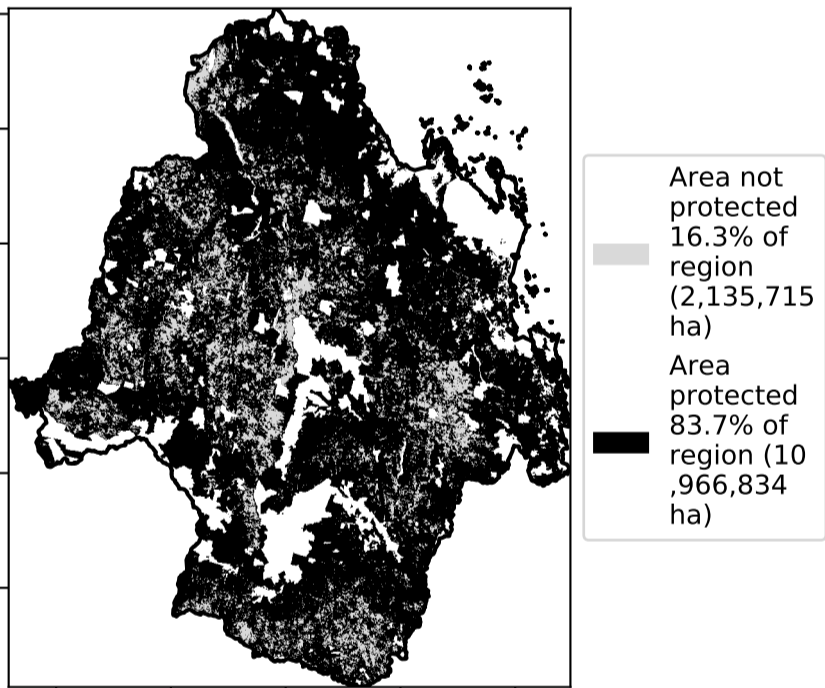 Area not
protected
16.3% of
region
(2,135,715
ha)
Area
protected
83.7% of
region (10
,966,834
ha)